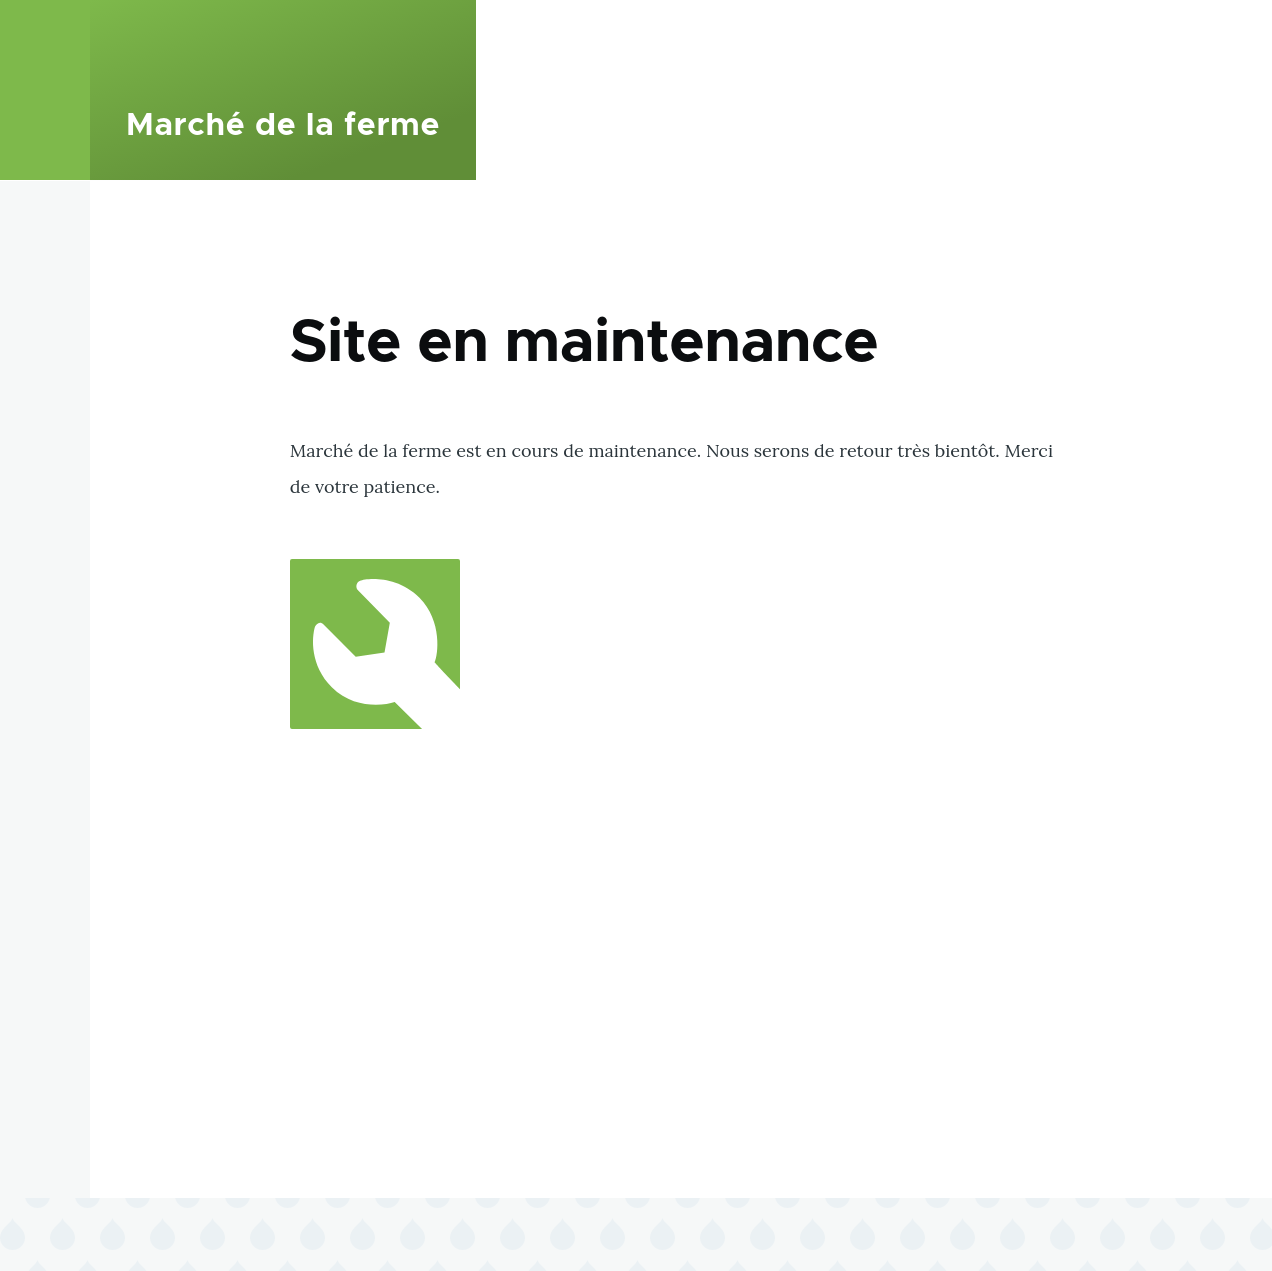 Marché de la ferme
Site en maintenance
Marché de la ferme est en cours de maintenance. Nous serons de retour très bientôt. Merci
de votre patience.